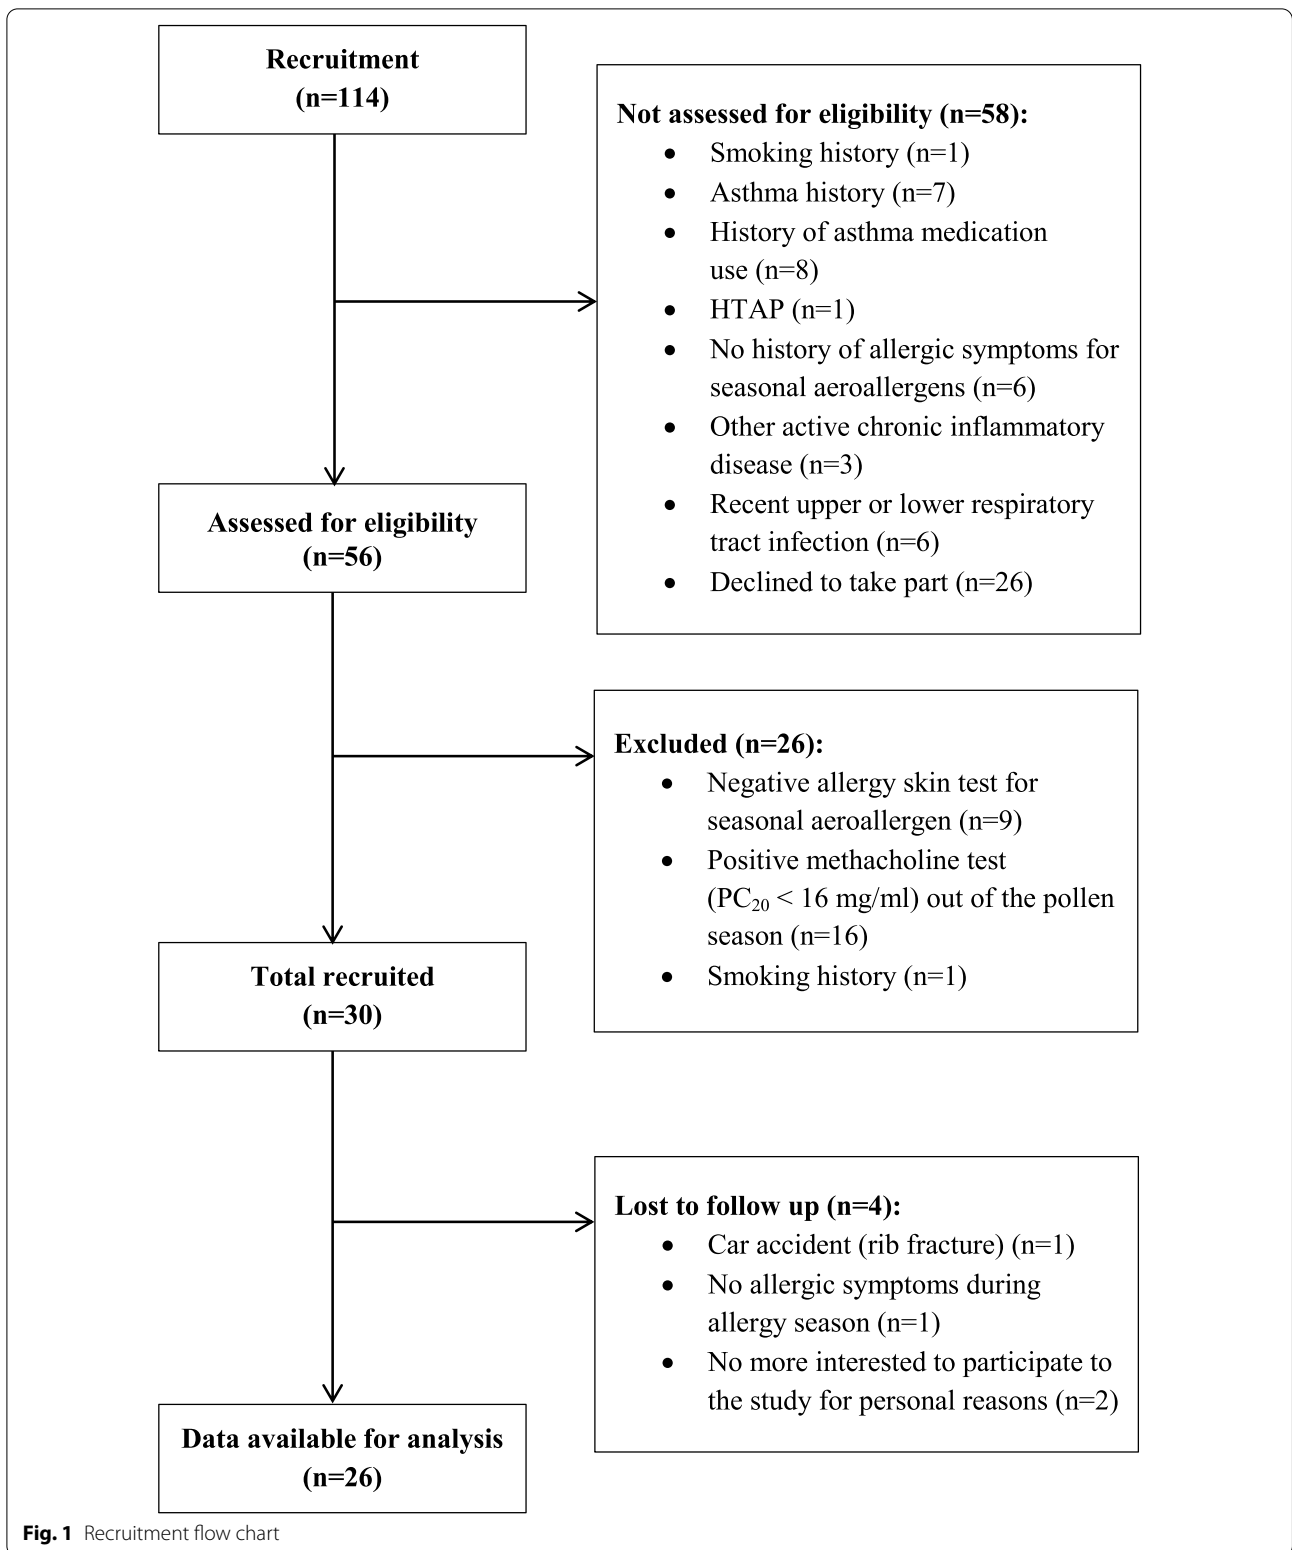 Recruitment
(n=114)
Not assessed for eligibility (n=58):
• Smoking history (n=1)
• Asthma history (n=7)
• History of asthma medication
use (n=8)
• HTAP (n=1)
• No history of allergic symptoms for
seasonal aeroallergens (n=6)
• Other active chronic inflammatory
disease (n=3)
• Recent upper or lower respiratory
tract infection (n=6)
• Declined to take part (n=26)
Assessed for eligibility
(n=56)
Excluded (n=26):
• Negative allergy skin test for
seasonal aeroallergen (n=9)
• Positive methacholine test
(PC₂₀ < 16 mg/ml) out of the pollen
season (n=16)
• Smoking history (n=1)
Total recruited
(n=30)
Lost to follow up (n=4):
• Car accident (rib fracture) (n=1)
• No allergic symptoms during
allergy season (n=1)
• No more interested to participate to
the study for personal reasons (n=2)
Data available for analysis
(n=26)
Fig. 1 Recruitment flow chart